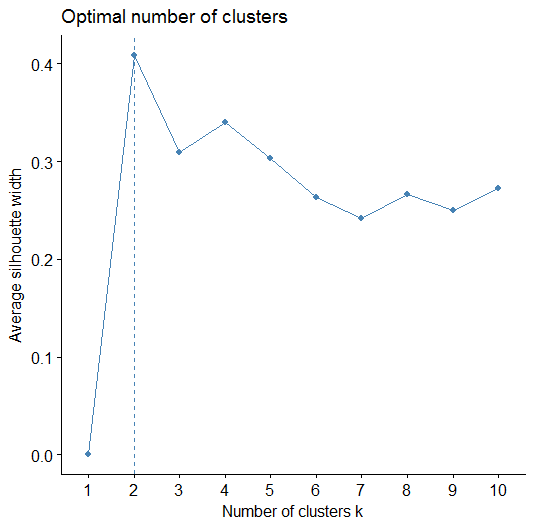 Optimal number of clusters
Average silhouette width
0.4
0.3
0.2
0.1
0.0
1 2 3 4 5 6 7 8 9 10
Number of clusters k